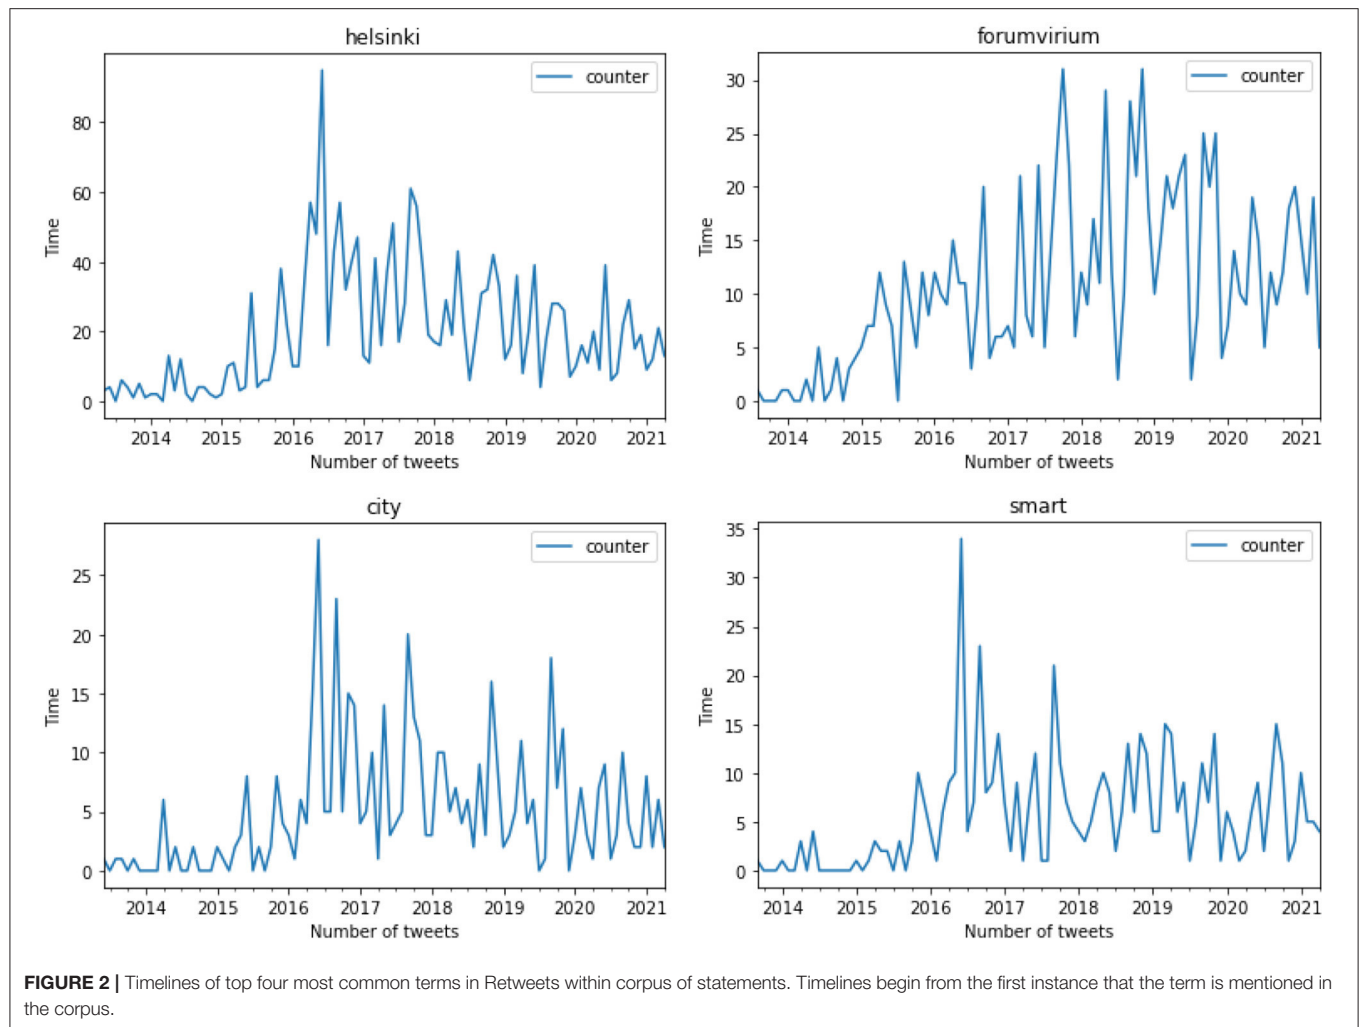 helsinki
counter
80
60
40
20
0
Time
2014 2015 2016 2017 2018 2019 2020 2021
Number of tweets
forumvirium
counter
30
25
20
15
10
5
0
Time
2014 2015 2016 2017 2018 2019 2020 2021
Number of tweets
city
counter
25
20
15
10
5
0
Time
2014 2015 2016 2017 2018 2019 2020 2021
Number of tweets
smart
counter
35
30
25
20
15
10
5
0
Time
2014 2015 2016 2017 2018 2019 2020 2021
Number of tweets
FIGURE 2 | Timelines of top four most common terms in Retweets within corpus of statements. Timelines begin from the first instance that the term is mentioned in
the corpus.